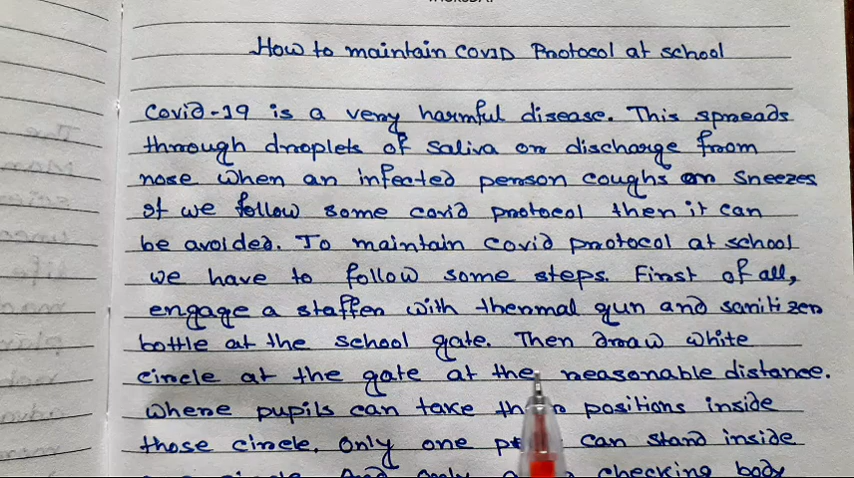 THURSDAY
How to maintain COVID Protocol at school
Covid-19 is a very harmful disease. This spreads
through droplets of saliva or discharge from
nose when an infected person coughs or sneezes
If we follow some covid protocol then it can
be avoided. To maintain covid protocol at school
we have to follow some steps. First of all,
engage a staffer with thermal gun and sanitizer
bottle at the school gate. Then draw white
circle at the gate at the reasonable distance.
Where pupils can take positions inside
those circle. Only one can stand inside
checking body